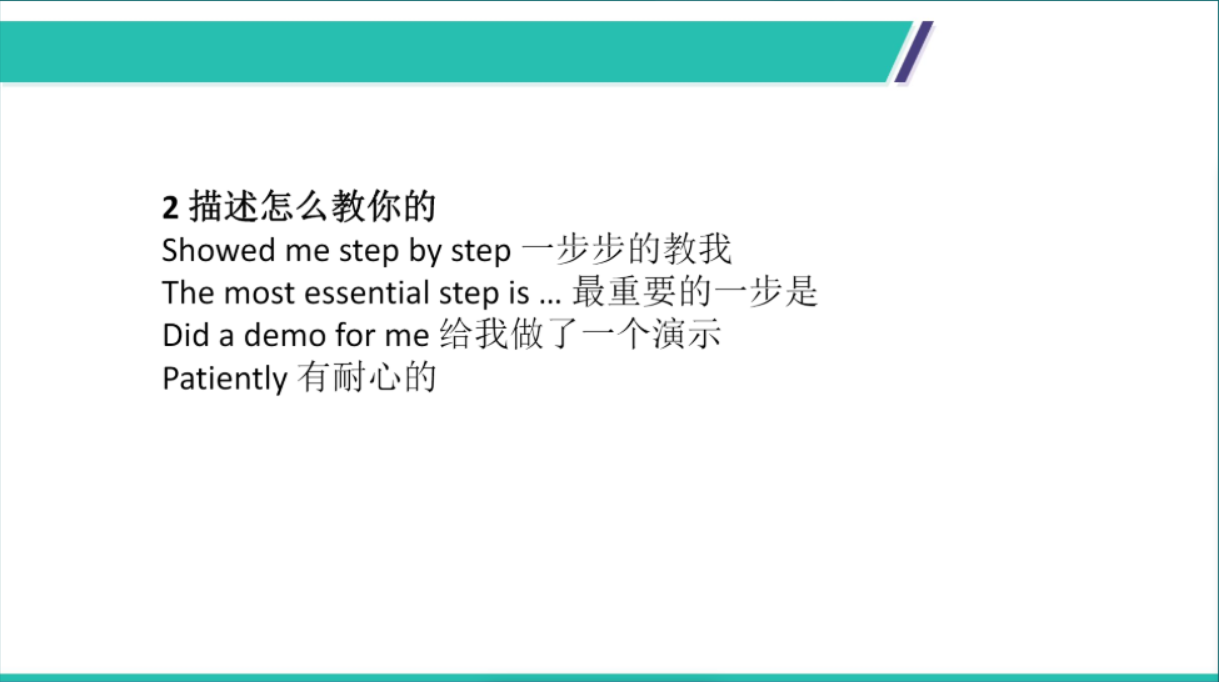 2 描述怎么教你的
Showed me step by step 一步步的教我
The most essential step is ... 最重要的一步是
Did a demo for me 给我做了一个演示
Patiently 有耐心的